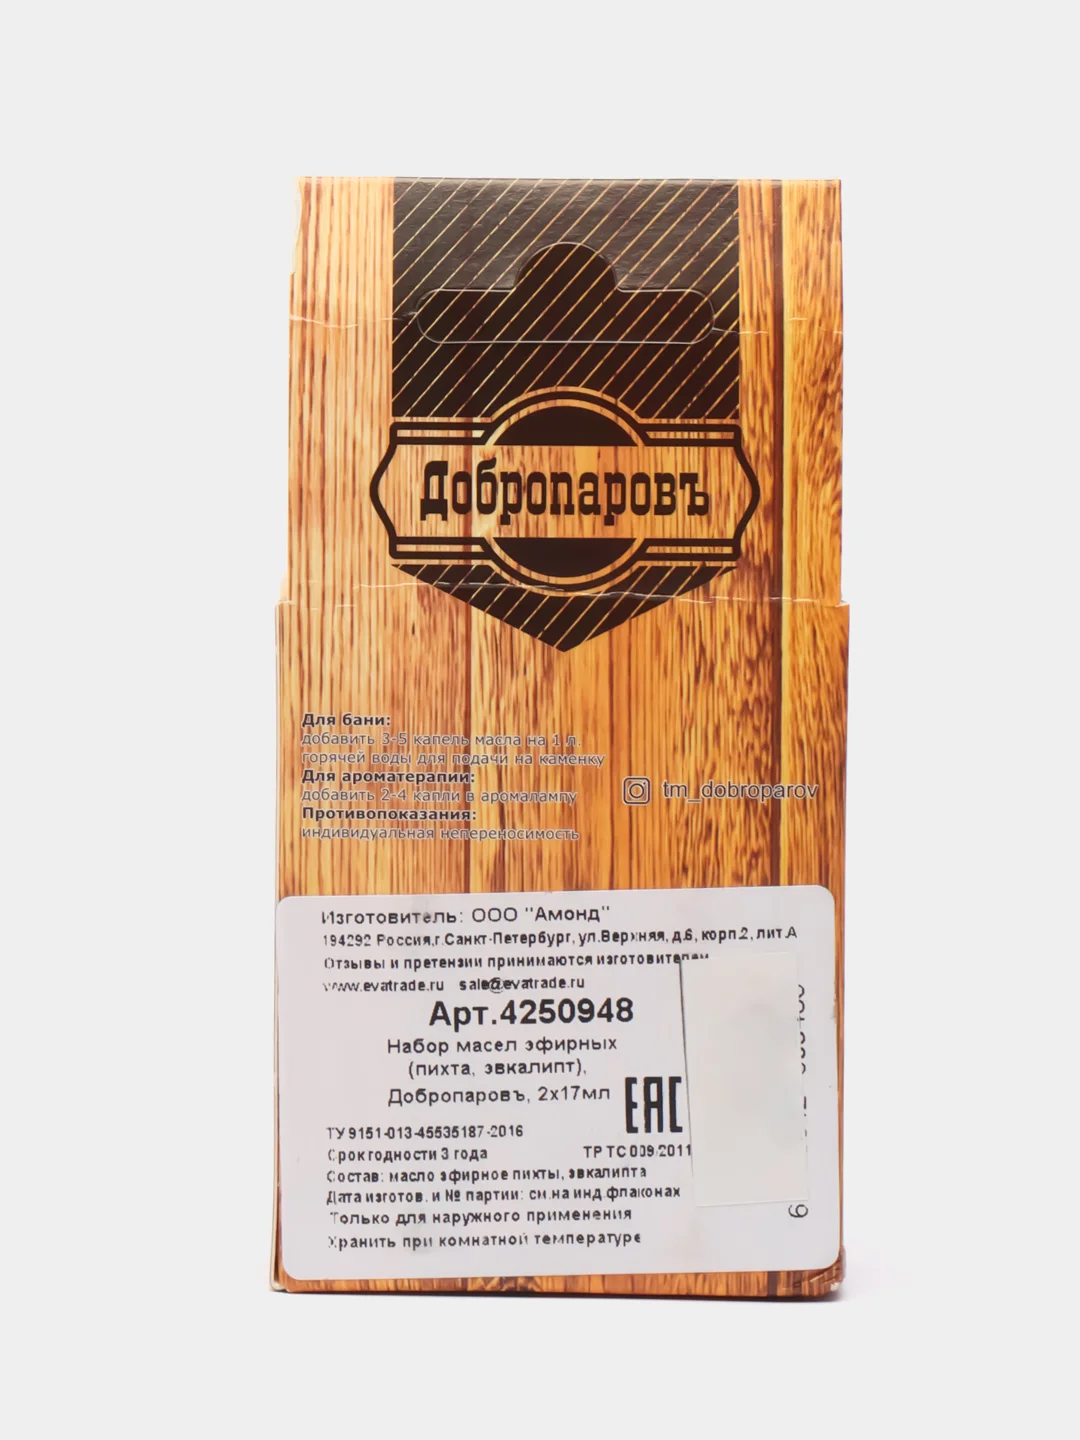 Добропаровъ
Для бани:
добавить 3-5 капель масла на 1 л.
горячей воды для подачи на каменку
Для ароматерапии:
добавить 2-4 капли в аромалампу
Противопоказания:
индивидуальная непереносимость
tm_dobroparov
Изготовитель: ООО "Амонд"
194292 Россия,г.Санкт-Петербург, ул.Верхняя, д.6, корп.2, лит.А
Отзывы и претензии принимаются изготовителем
www.evatrade.ru sale@evatrade.ru
Арт.4250948
Набор масел эфирных
(пихта, эвкалипт),
Добропаровъ, 2х17мл
ЕАС
ТУ 9151-013-45535187-2016
Срок годности 3 года
ТР ТС 009/2011
Состав: масло эфирное пихты, эвкалипта
Дата изготов. и № партии: см.на инд.флаконах
Только для наружного применения
Хранить при комнатной температуре
6